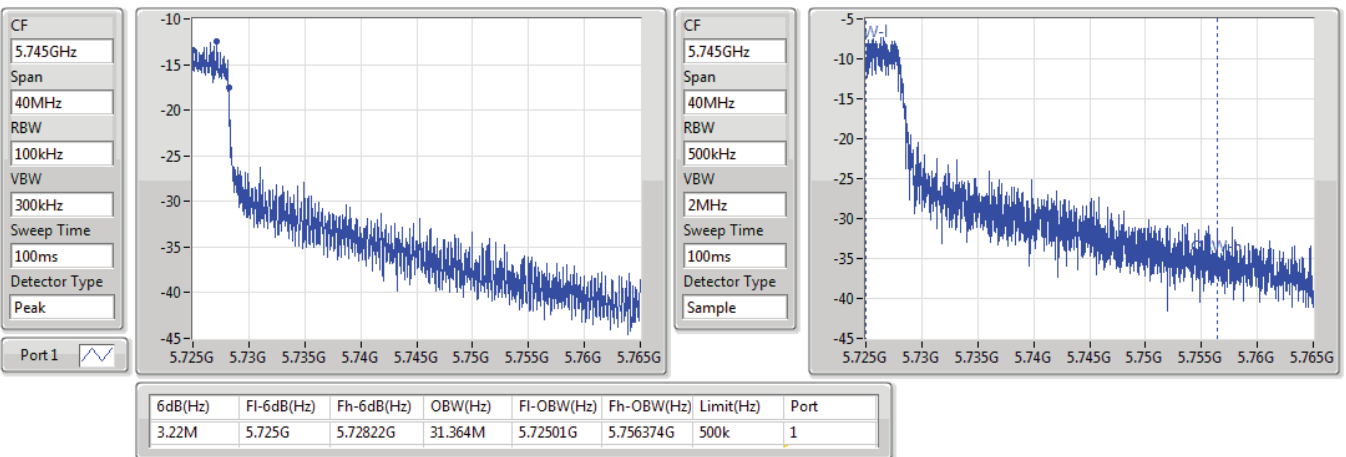 CF
5.745GHz
Span
40MHz
RBW
100kHz
VBW
300kHz
Sweep Time
100ms
Detector Type
Peak
Port 1
-10
-15
-20
-25
-30
-35
-40
-45
5.725G 5.73G 5.735G 5.74G 5.745G 5.75G 5.755G 5.76G 5.765G
CF
5.745GHz
Span
40MHz
RBW
500kHz
VBW
2MHz
Sweep Time
100ms
Detector Type
Sample
-5
-10
-15
-20
-25
-30
-35
-40
-45
5.725G 5.73G 5.735G 5.74G 5.745G 5.75G 5.755G 5.76G 5.765G
6dB(Hz) Fl-6dB(Hz) Fh-6dB(Hz) OBW(Hz) Fl-OBW(Hz) Fh-OBW(Hz) Limit(Hz) Port
3.22M 5.725G 5.72822G 31.364M 5.72501G 5.756374G 500k 1